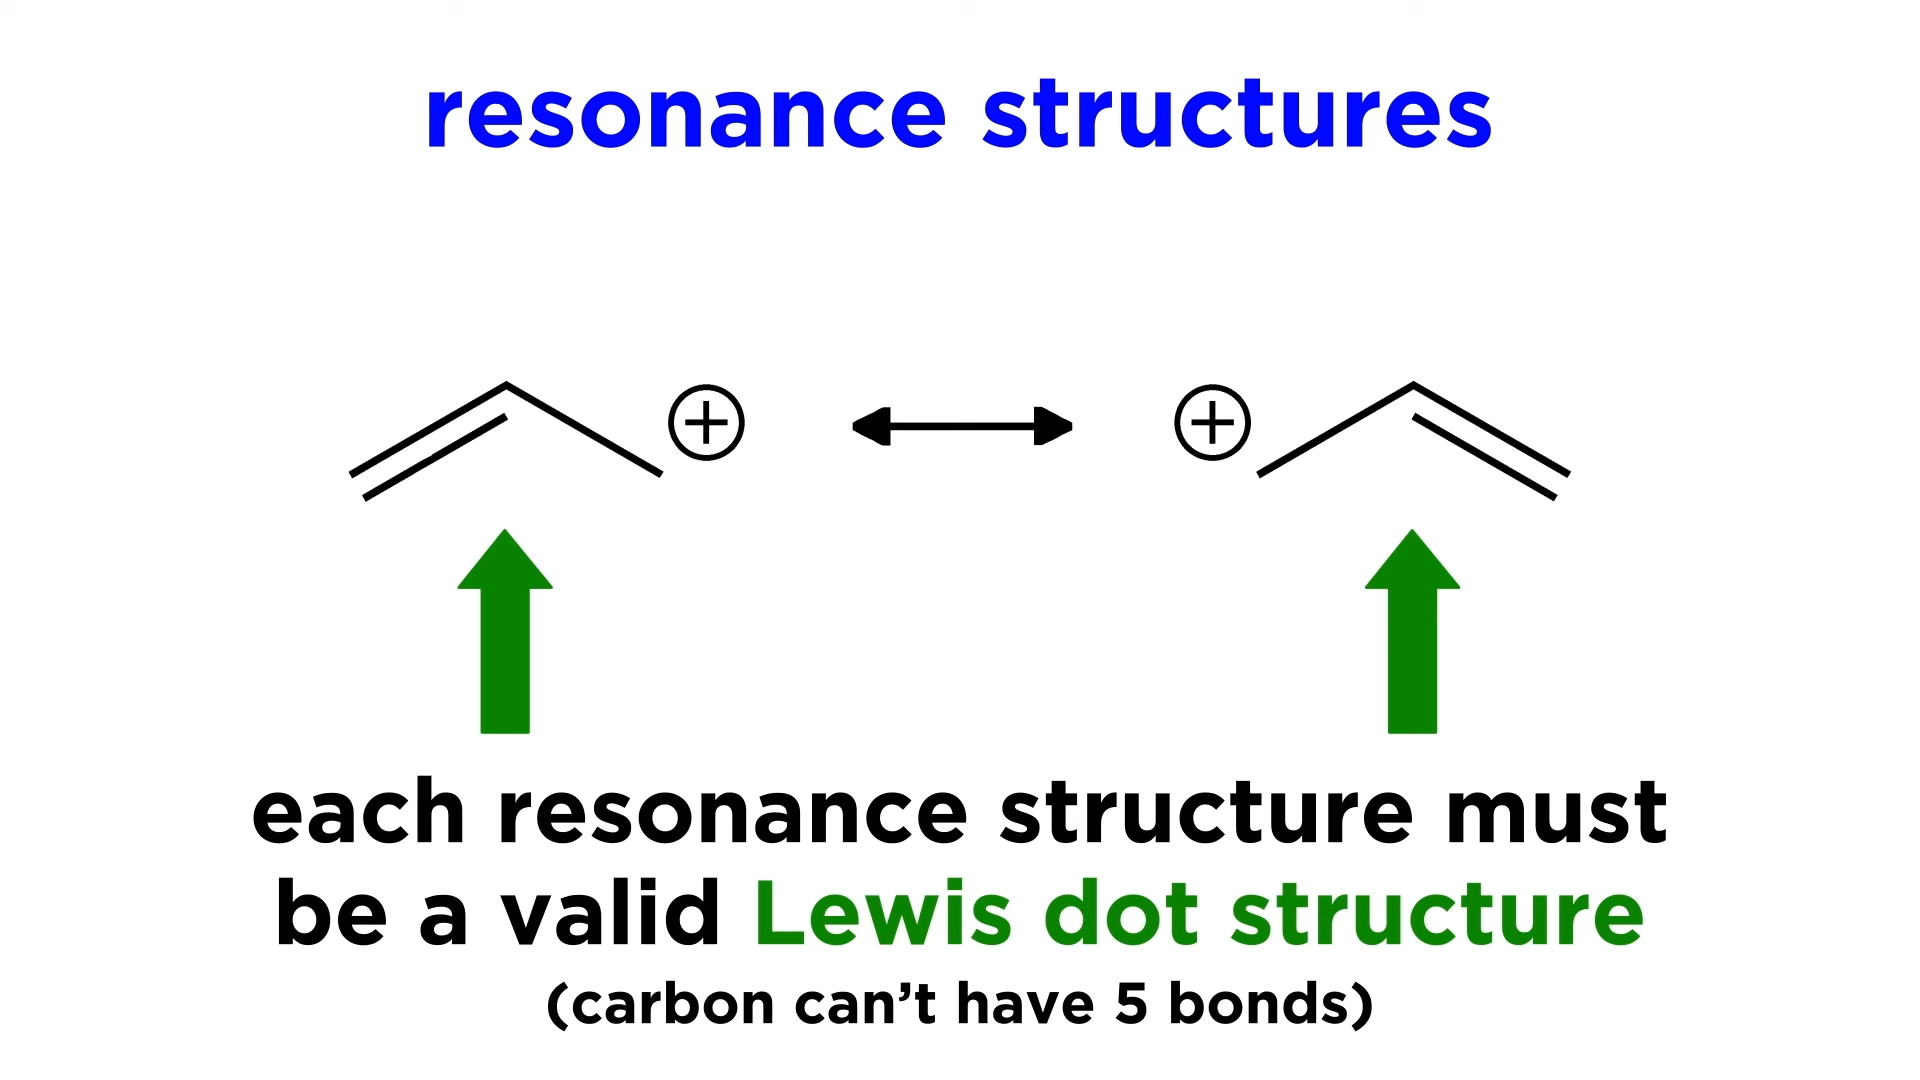 resonance structures
⊕ ⊕
each resonance structure must
be a valid Lewis dot structure
(carbon can’t have 5 bonds)